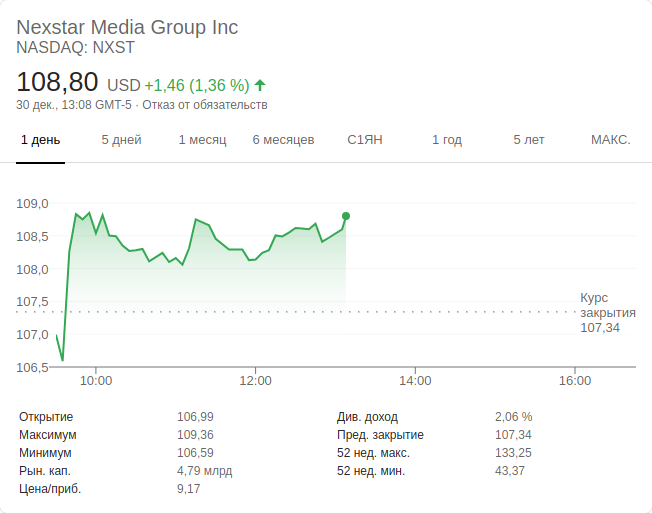 Nexstar Media Group Inc
NASDAQ: NXST
108,80 USD +1,46 (1,36 %)
30 дек., 13:08 GMT-5 · Отказ от обязательств
1 день 5 дней 1 месяц 6 месяцев С1ЯН 1 год 5 лет МАКС.
109,0
108,5
108,0
107,5
107,0
106,5
Курс
закрытия
107,34
10:00 12:00 14:00 16:00
Открытие 106,99 Див. доход 2,06 %
Максимум 109,36 Пред. закрытие 107,34
Минимум 106,59 52 нед. макс. 133,25
Рын. кап. 4,79 млрд 52 нед. мин. 43,37
Цена/приб. 9,17